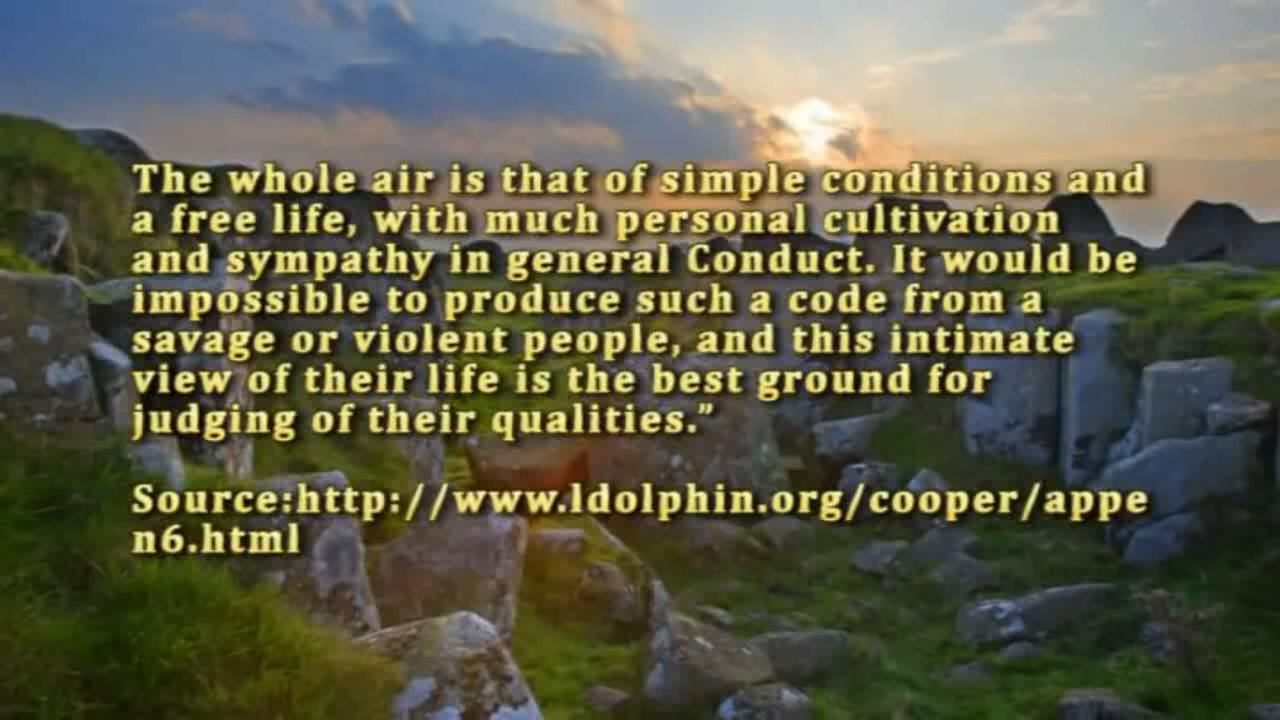 The whole air is that of simple conditions and
a free life, with much personal cultivation
and sympathy in general Conduct. It would be
impossible to produce such a code from a
savage or violent people, and this intimate
view of their life is the best ground for
judging of their qualities.”
Source:http://www.ldolphin.org/cooper/appe
n6.html